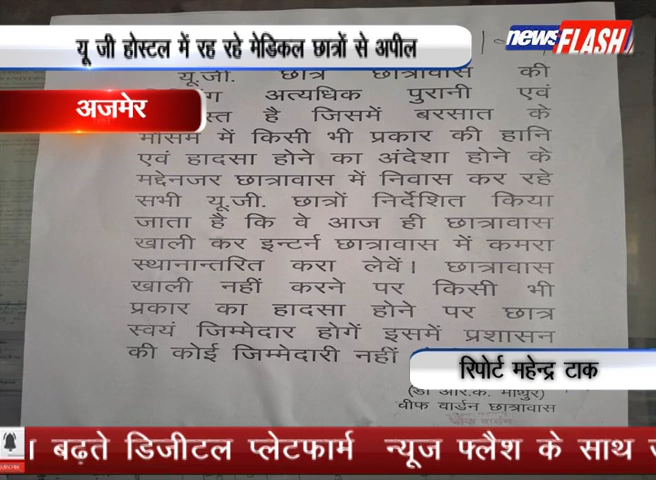 यू जी होस्टल में रह रहे मेडिकल छात्रों से अपील
news FLASH
यू.जी. छात्र छात्रावास की
अजमेर
अत्यधिक पुरानी एवं
है जिसमें बरसात के
मौसम में किसी भी प्रकार की हानि
एवं हादसा होने का अंदेशा होने के
मद्देनजर छात्रावास में निवास कर रहे
सभी यू.जी. छात्रों निर्देशित किया
जाता है कि वे आज ही छात्रावास
खाली कर इन्टर्न छात्रावास में कमरा
स्थानान्तरित करा लेवें। छात्रावास
खाली नहीं करने पर किसी भी
प्रकार का हादसा होने पर छात्र
स्वयं जिम्मेदार होगें इसमें प्रशासन
की कोई जिम्मेदारी नहीं
रिपोर्ट महेन्द्र टाक
(डॉ आर.के. माथुर)
चीफ वार्डन छात्रावास
बढ़ते डिजीटल प्लेटफार्म न्यूज फ्लैश के साथ